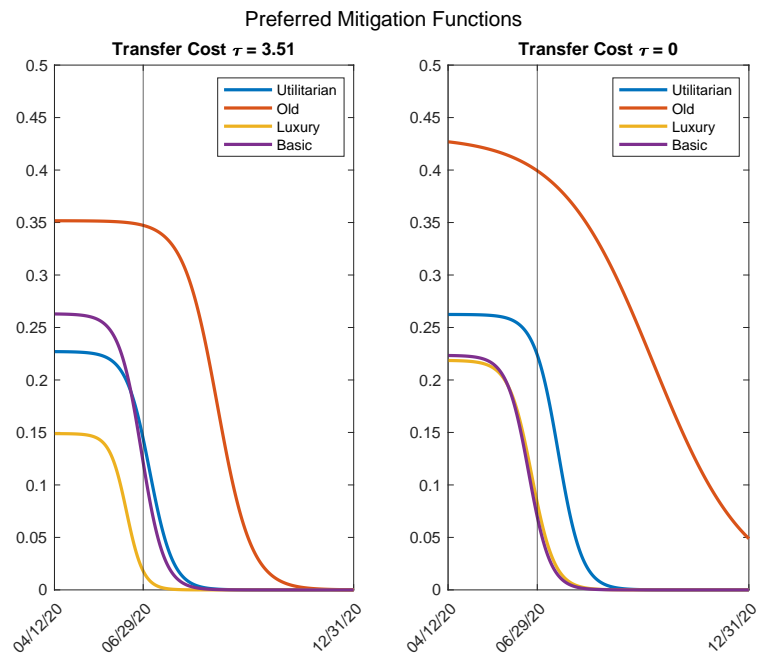 Preferred Mitigation Functions
Transfer Cost τ = 3.51
0.5
0.45
0.4
0.35
0.3
0.25
0.2
0.15
0.1
0.05
0
04/12/20
06/29/20
12/31/20
Utilitarian
Old
Luxury
Basic
Transfer Cost τ = 0
0.5
0.45
0.4
0.35
0.3
0.25
0.2
0.15
0.1
0.05
0
04/12/20
06/29/20
12/31/20
Utilitarian
Old
Luxury
Basic